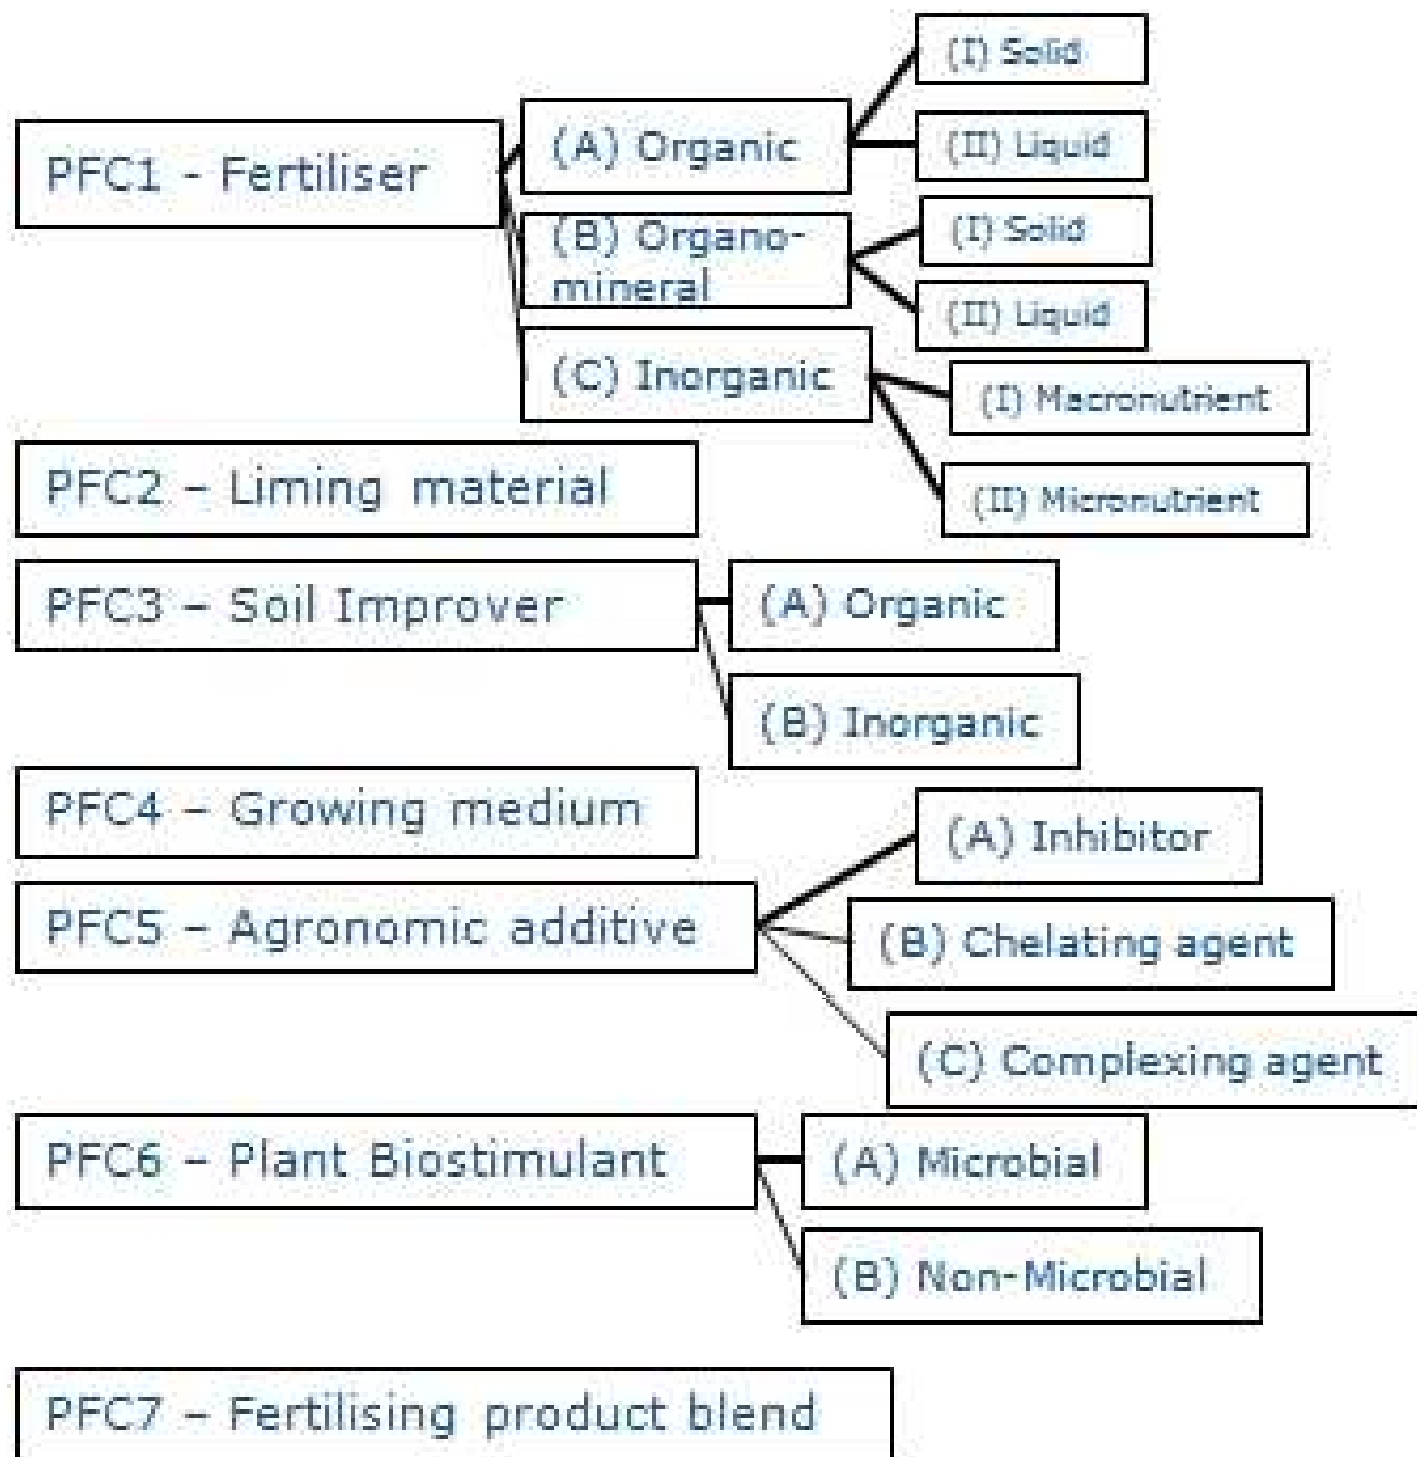 PFC1 - Fertiliser
(A) Organic
(I) Solid
(II) Liquid
(B) Organo-
mineral
(I) Solid
(II) Liquid
(C) Inorganic
(I) Macronutrient
(II) Micronutrient
PFC2 – Liming material
PFC3 – Soil Improver
(A) Organic
(B) Inorganic
PFC4 – Growing medium
PFC5 – Agronomic additive
(A) Inhibitor
(B) Chelating agent
(C) Complexing agent
PFC6 – Plant Biostimulant
(A) Microbial
(B) Non-Microbial
PFC7 – Fertilising product blend